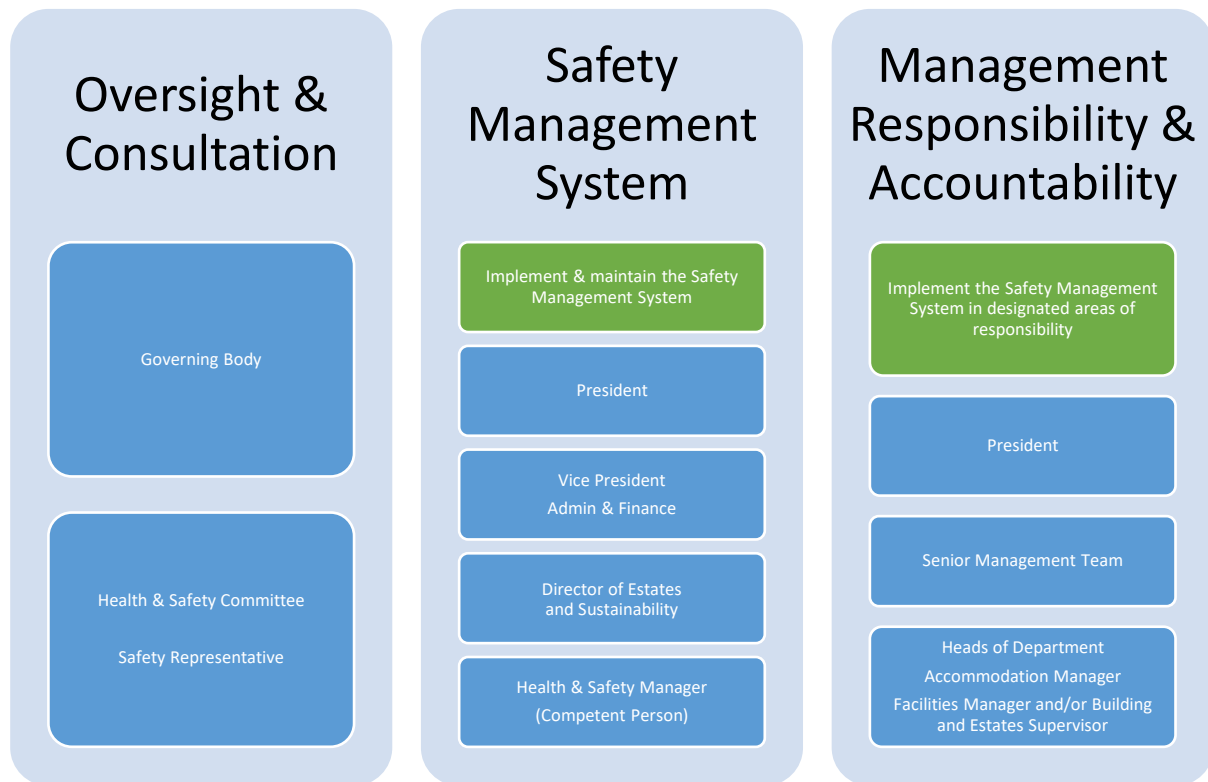 Oversight &
Consultation
Governing Body
Health & Safety Committee
Safety Representative
Safety
Management
System
Implement & maintain the Safety
Management System
President
Vice President
Admin & Finance
Director of Estates
and Sustainability
Health & Safety Manager
(Competent Person)
Management
Responsibility &
Accountability
Implement the Safety Management
System in designated areas of
responsibility
President
Senior Management Team
Heads of Department
Accommodation Manager
Facilities Manager and/or Building
and Estates Supervisor